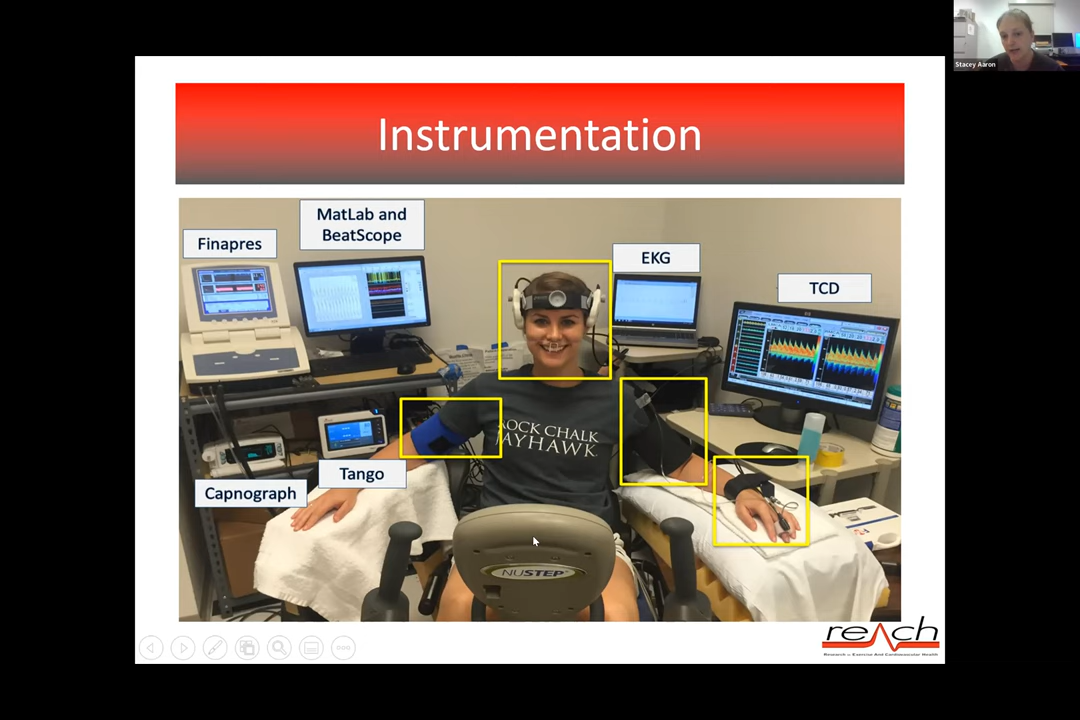 Stacey Aaron
Instrumentation
MatLab and
BeatScope
Finapres
EKG
TCD
ROCK CHALK
JAYHAWK
Tango
Capnograph
NUSTEP
reach
Research in Exercise And Cardiovascular Health